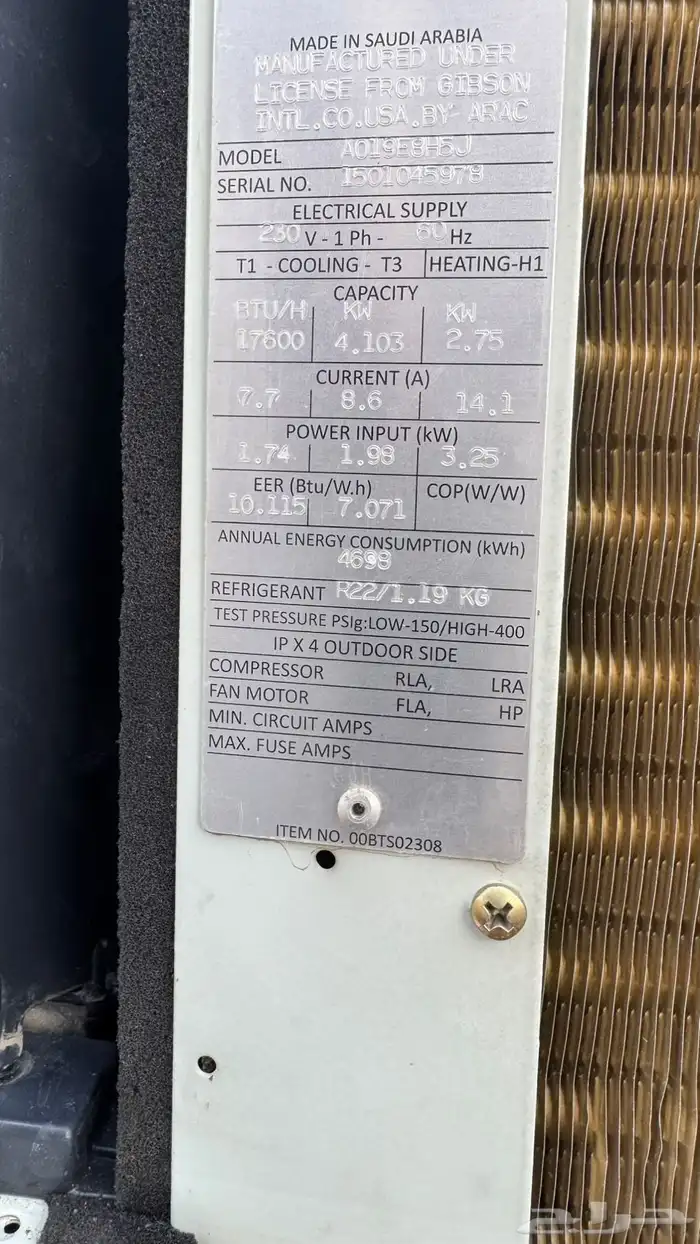 MADE IN SAUDI ARABIA
MANUFACTURED UNDER
LICENSE FROM GIBSON
INTL.CO.USA.BY ARAC
MODEL A019E8H5J
SERIAL NO. 1501045978
ELECTRICAL SUPPLY
230 V - 1 Ph - 60 Hz
T1 - COOLING - T3 HEATING-H1
CAPACITY
BTU/H KW KW
17600 4.103 2.75
CURRENT (A)
7.7 8.6 14.1
POWER INPUT (kW)
1.74 1.98 3.25
EER (Btu/W.h) COP(W/W)
10.115 7.071
ANNUAL ENERGY CONSUMPTION (kWh)
4698
REFRIGERANT R22/1.19 KG
TEST PRESSURE PSIg:LOW-150/HIGH-400
IP X 4 OUTDOOR SIDE
COMPRESSOR RLA, LRA
FAN MOTOR FLA, HP
MIN. CIRCUIT AMPS
MAX. FUSE AMPS
ITEM NO. 00BTS02308
حراج